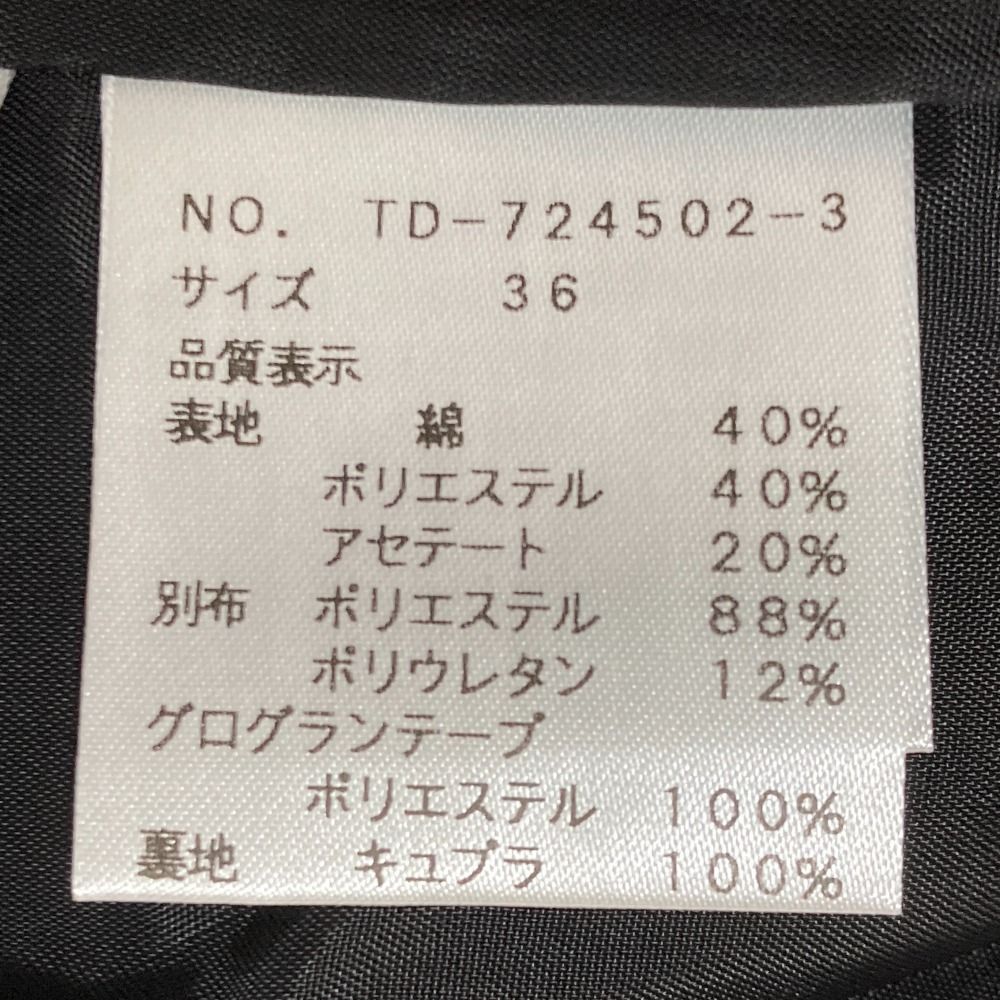 NO. TD-724502-3
サイズ 36
品質表示
表地 綿 40%
ポリエステル 40%
アセテート 20%
別布 ポリエステル 88%
ポリウレタン 12%
グログランテープ
ポリエステル 100%
裏地 キュプラ 100%